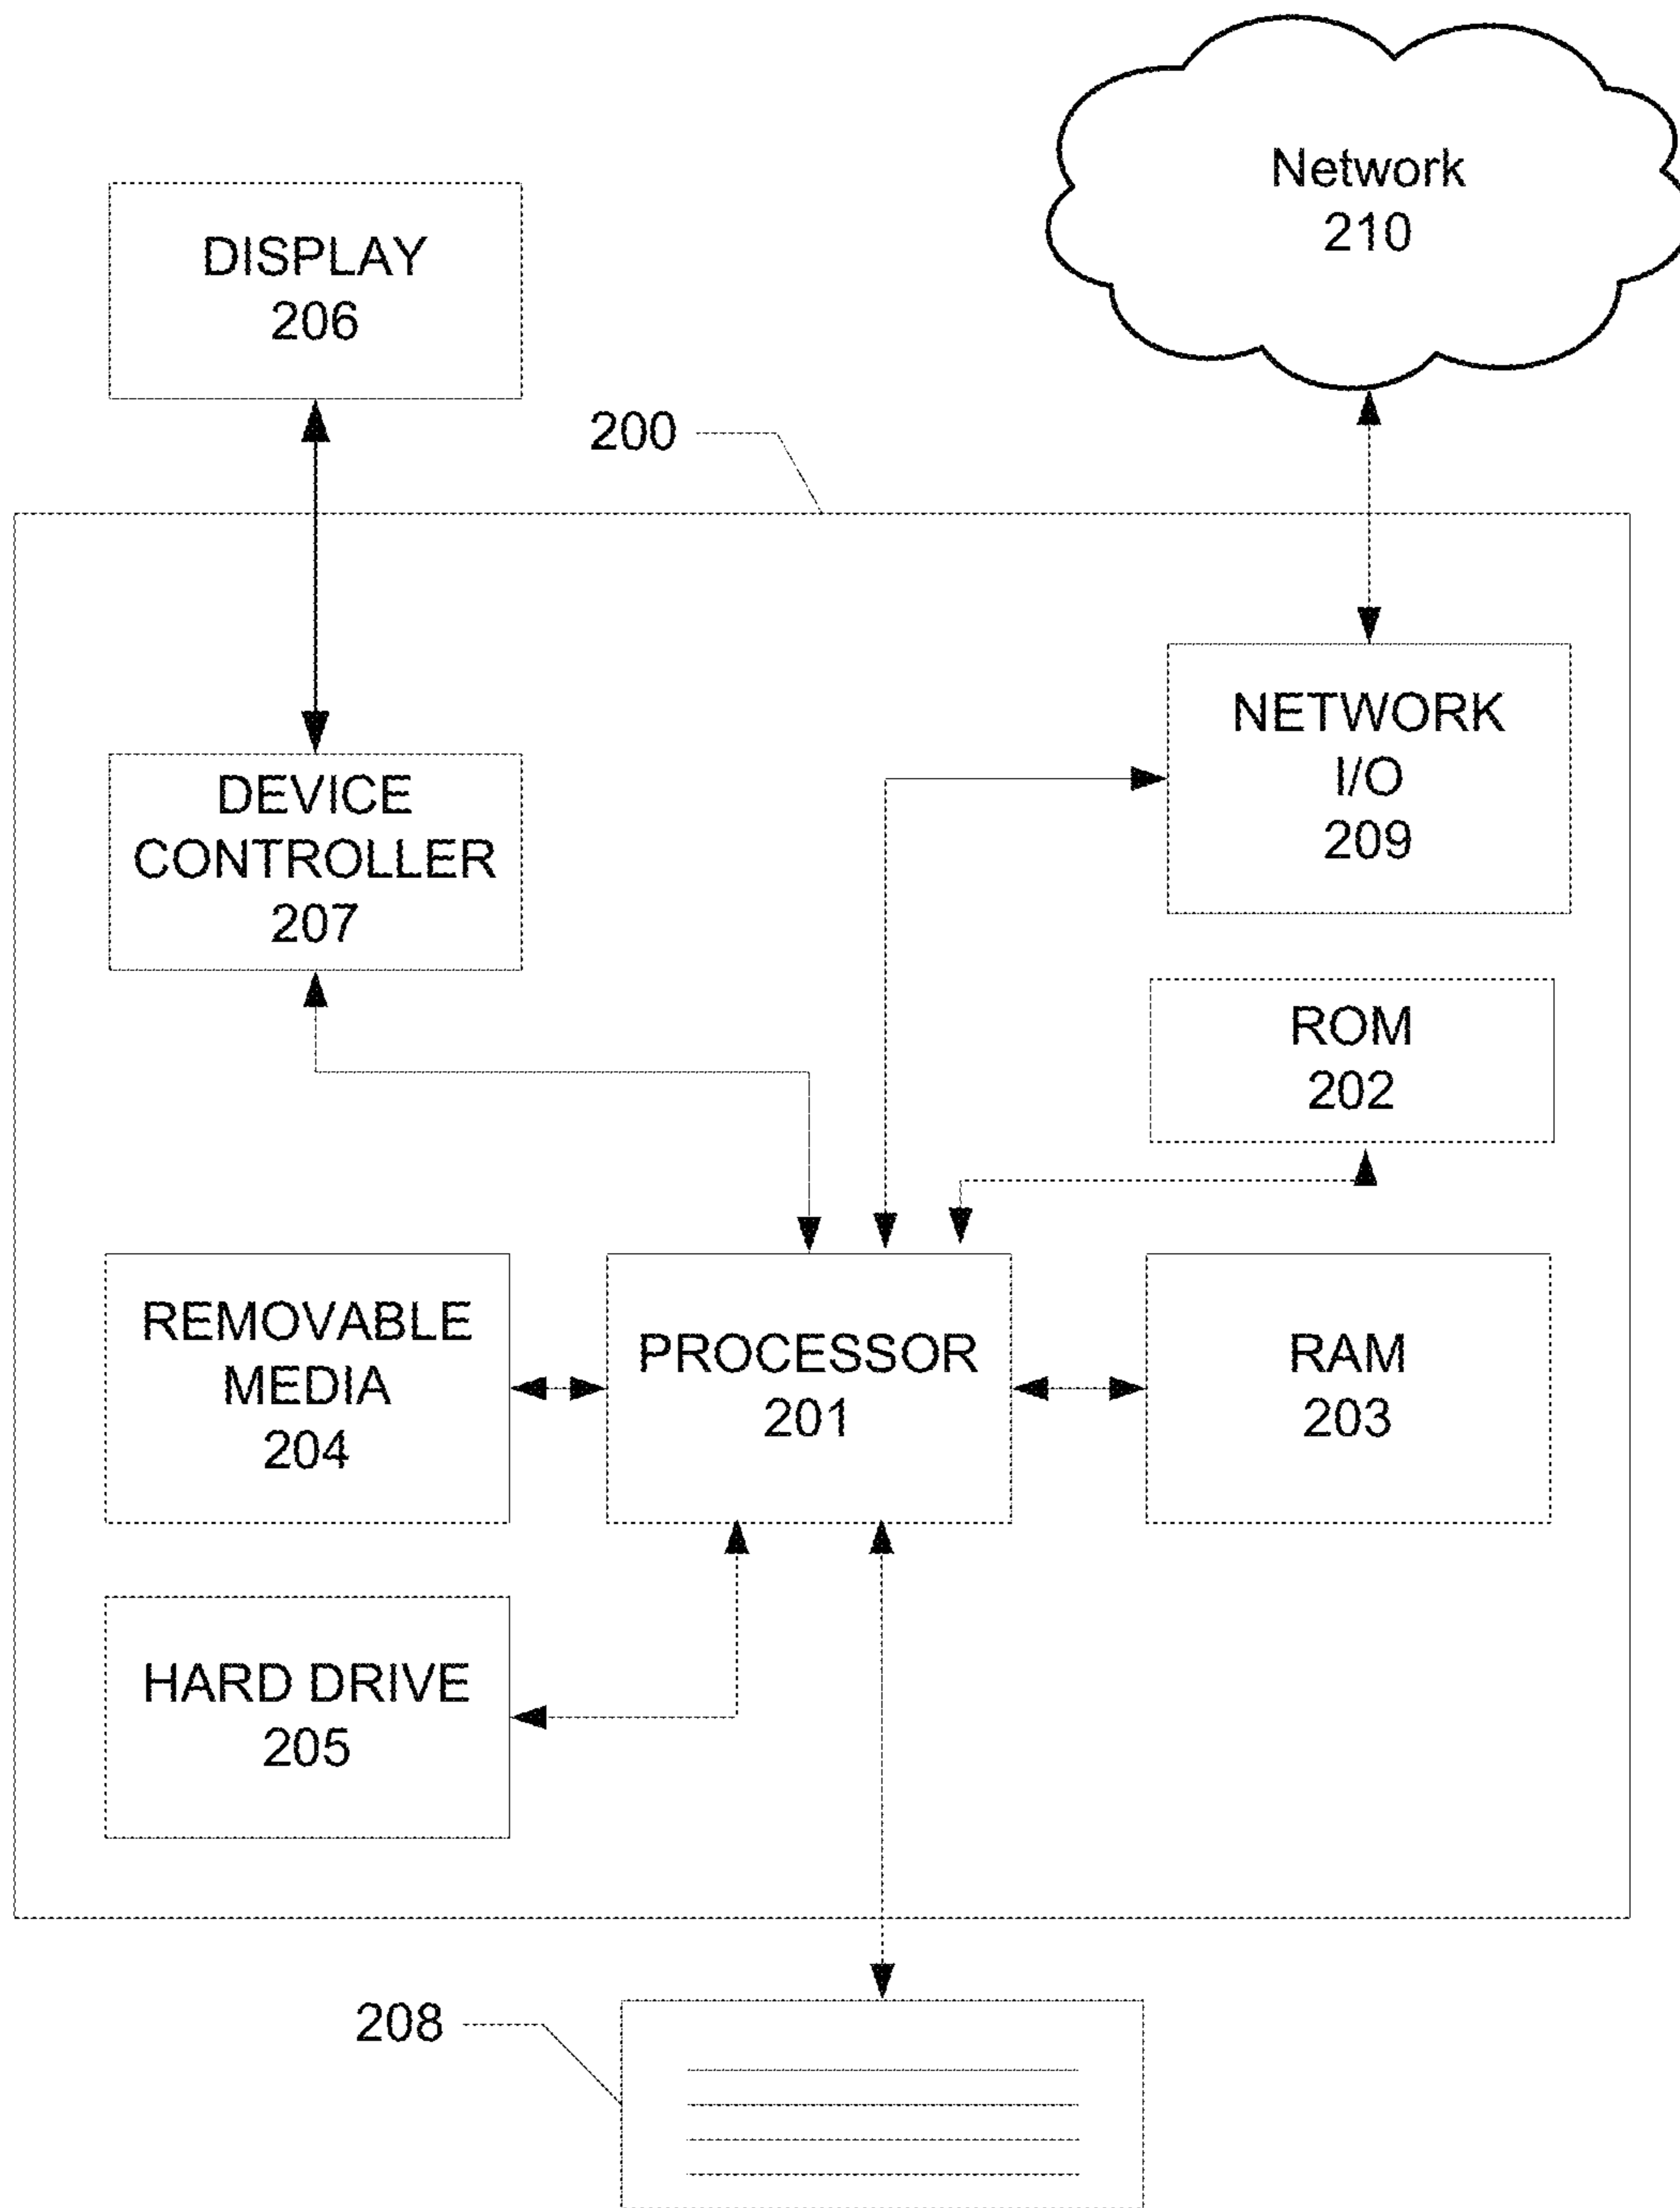 Network
210
DISPLAY
206
200
NETWORK
I/O
209
DEVICE
CONTROLLER
207
ROM
202
REMOVABLE
MEDIA
204
PROCESSOR
201
RAM
203
HARD DRIVE
205
208